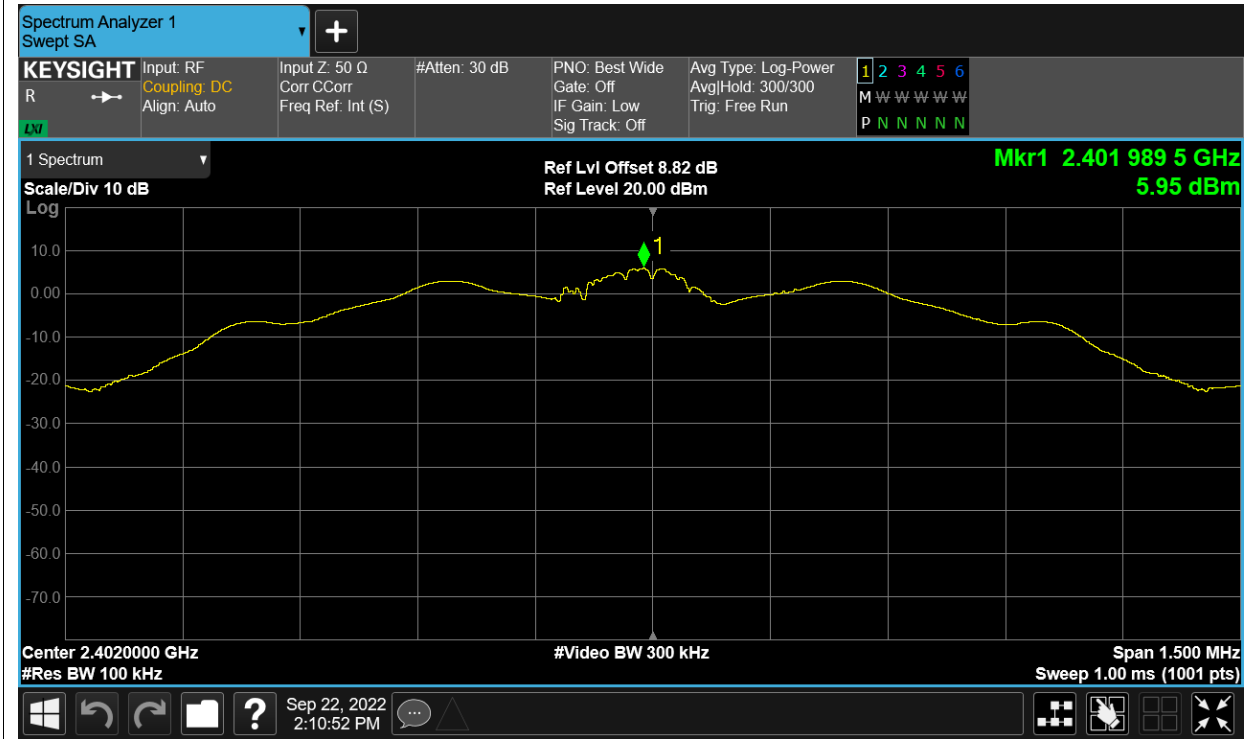 Spectrum Analyzer 1
Swept SA
KEYSIGHT
R
LXI
Input: RF
Coupling: DC
Align: Auto
Input Z: 50 Ω
Corr CCorr
Freq Ref: Int (S)
#Atten: 30 dB
PNO: Best Wide
Gate: Off
IF Gain: Low
Sig Track: Off
Avg Type: Log-Power
Avg|Hold: 300/300
Trig: Free Run
1 2 3 4 5 6
M W W W W W
P N N N N N
1 Spectrum
Scale/Div 10 dB
Log
Ref Lvl Offset 8.82 dB
Ref Level 20.00 dBm
Mkr1 2.401 989 5 GHz
5.95 dBm
1
10.0
0.00
-10.0
-20.0
-30.0
-40.0
-50.0
-60.0
-70.0
Center 2.4020000 GHz
#Video BW 300 kHz
Span 1.500 MHz
#Res BW 100 kHz
Sweep 1.00 ms (1001 pts)
?
Sep 22, 2022
2:10:52 PM